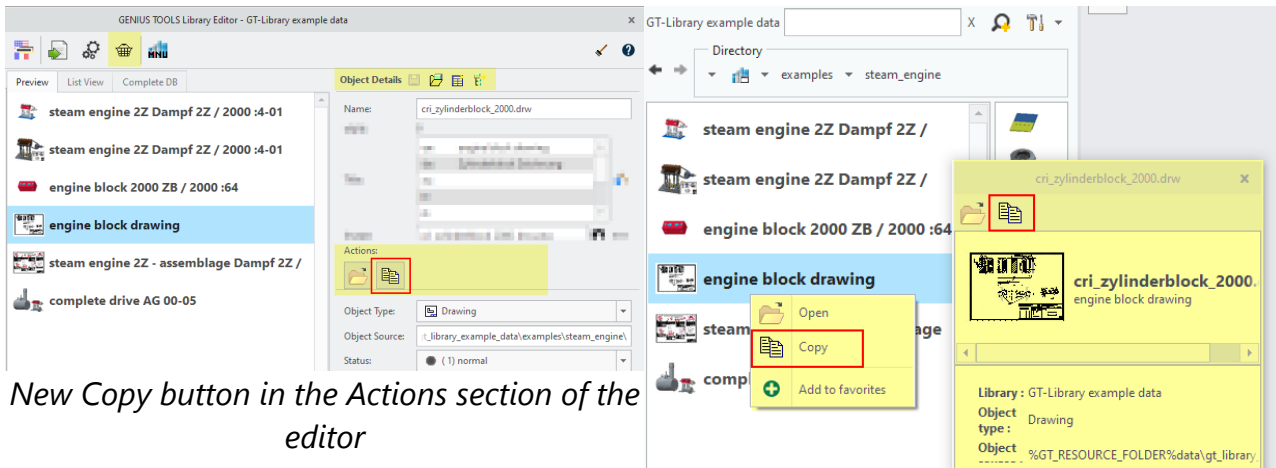 GENIUS TOOLS Library Editor - GT-Library example data
x
MNU
Preview
List View
Complete DB
Object Details
steam engine 2Z Dampf 2Z / 2000 :4-01
steam engine 2Z Dampf 2Z / 2000 :4-01
engine block 2000 ZB / 2000 :64
engine block drawing
steam engine 2Z - assemblage Dampf 2Z /
complete drive AG 00-05
Name:
cri_zylinderblock_2000.drw
Actions:
Object Type:
Drawing
Object Source:
t_library_example_data\examples\steam_engine\
Status:
( 1) normal
New Copy button in the Actions section of the
editor
GT-Library example data
X
Directory
examples
steam_engine
steam engine 2Z Dampf 2Z /
steam engine 2Z Dampf 2Z /
engine block 2000 ZB / 2000 :64
engine block drawing
steam
age
comp
Open
Copy
Add to favorites
cri_zylinderblock_2000.drw
x
cri_zylinderblock_2000.
engine block drawing
Library : GT-Library example data
Object
type :
Drawing
Object
%GT_RESOURCE_FOLDER%data\gt_library_